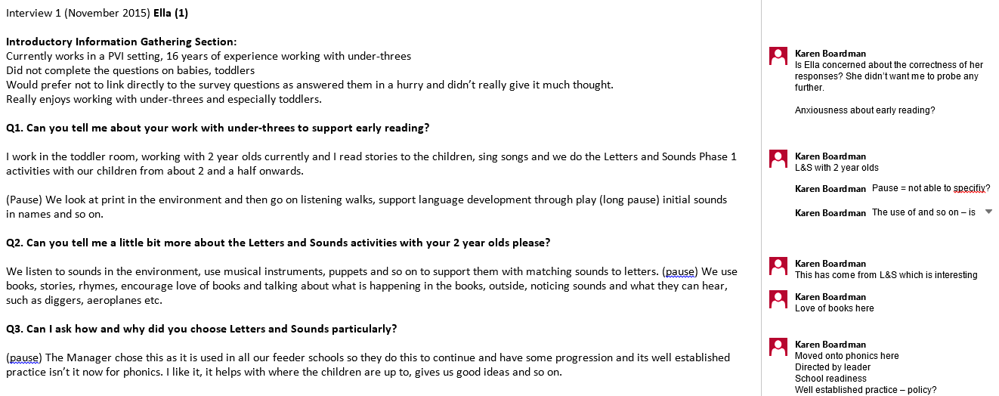 Interview 1 (November 2015) Ella (1)
Introductory Information Gathering Section:
Currently works in a PVI setting, 16 years of experience working with under-threes
Did not complete the questions on babies, toddlers
Would prefer not to link directly to the survey questions as answered them in a hurry and didn't really give it much thought.
Really enjoys working with under-threes and especially toddlers.
Q1. Can you tell me about your work with under-threes to support early reading?
I work in the toddler room, working with 2 year olds currently and I read stories to the children, sing songs and we do the Letters and Sounds Phase 1
activities with our children from about 2 and a half onwards.
(Pause) We look at print in the environment and then go on listening walks, support language development through play (long pause) initial sounds
in names and so on.
Q2. Can you tell me a little bit more about the Letters and Sounds activities with your 2 year olds please?
We listen to sounds in the environment, use musical instruments, puppets and so on to support them with matching sounds to letters. (pause) We use
books, stories, rhymes, encourage love of books and talking about what is happening in the books, outside, noticing sounds and what they can hear,
such as diggers, aeroplanes etc.
Q3. Can I ask how and why did you choose Letters and Sounds particularly?
(pause) The Manager chose this as it is used in all our feeder schools so they do this to continue and have some progression and its well established
practice isn't it now for phonics. I like it, it helps with where the children are up to, gives us good ideas and so on.
Karen Boardman
Is Ella concerned about the correctness of her
responses? She didn't want me to probe any
further.
Anxiousness about early reading?
Karen Boardman
L&S with 2 year olds
Karen Boardman Pause = not able to specifiy?
Karen Boardman The use of and so on – is
Karen Boardman
This has come from L&S which is interesting
Karen Boardman
Love of books here
Karen Boardman
Moved onto phonics here
Directed by leader
School readiness
Well established practice – policy?